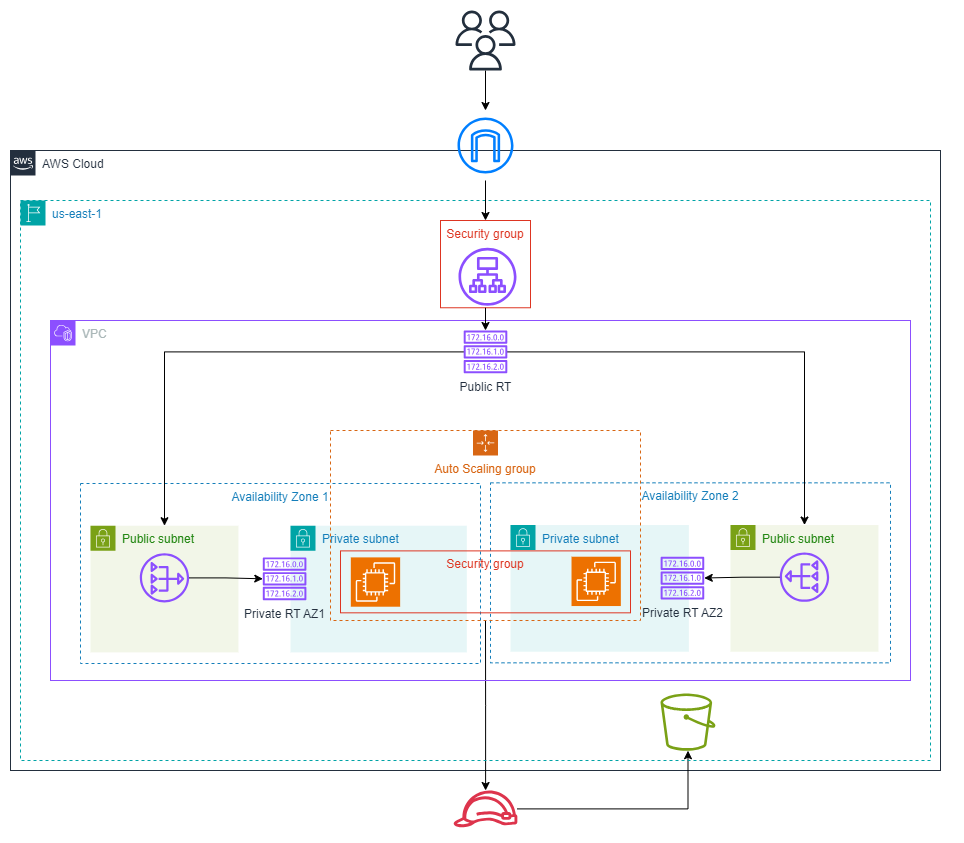 aws
AWS Cloud
us-east-1
Security group
VPC
172.16.0.0
172.16.1.0
172.16.2.0
Public RT
Auto Scaling group
Availability Zone 1
Availability Zone 2
Public subnet
Private subnet
Private subnet
Public subnet
172.16.0.0
172.16.1.0
172.16.2.0
Private RT AZ1
Security group
172.16.0.0
172.16.1.0
172.16.2.0
Private RT AZ2